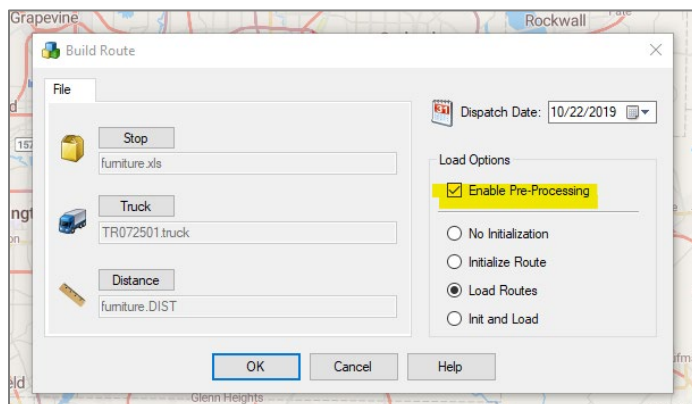 Grapevine
Rockwall
Build Route
File
Stop
furniture.xls
Truck
TR072501.truck
Distance
furniture.DIST
31
Dispatch Date: 10/22/2019
Load Options
Enable Pre-Processing
No Initialization
Initialize Route
Load Routes
Init and Load
OK
Cancel
Help
Glenn Heights